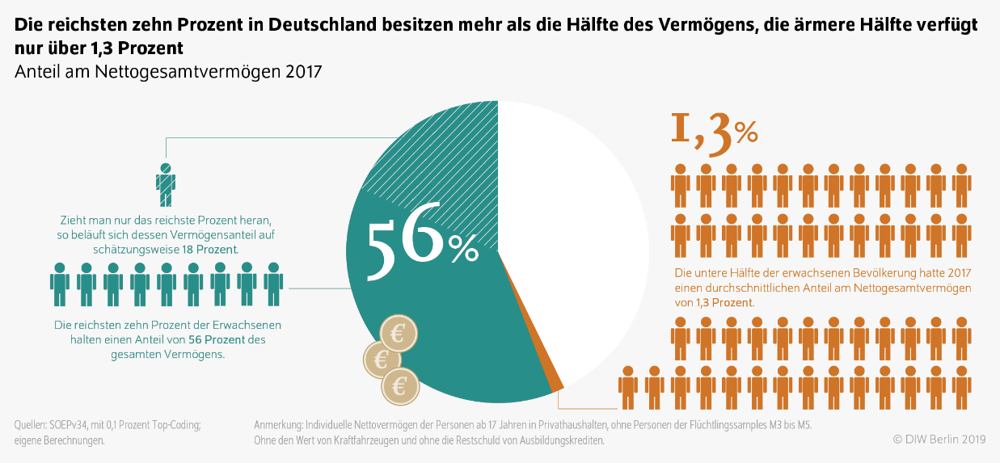 Die reichsten zehn Prozent in Deutschland besitzen mehr als die Hälfte des Vermögens, die ärmere Hälfte verfügt
nur über 1,3 Prozent
Anteil am Nettogesamtvermögen 2017
Zieht man nur das reichste Prozent heran,
so beläuft sich dessen Vermögensanteil auf
schätzungsweise 18 Prozent.
Die reichsten zehn Prozent der Erwachsenen
halten einen Anteil von 56 Prozent des
gesamten Vermögens.
56%
€
€
€
1,3%
Die untere Hälfte der erwachsenen Bevölkerung hatte 2017
einen durchschnittlichen Anteil am Nettogesamtvermögen
von 1,3 Prozent.
Quellen: SOEPv34, mit 0,1 Prozent Top-Coding;
eigene Berechnungen.
Anmerkung: Individuelle Nettovermögen der Personen ab 17 Jahren in Privathaushalten, ohne Personen der Flüchtlingssamples M3 bis M5.
Ohne den Wert von Kraftfahrzeugen und ohne die Restschuld von Ausbildungskrediten.
© DIW Berlin 2019